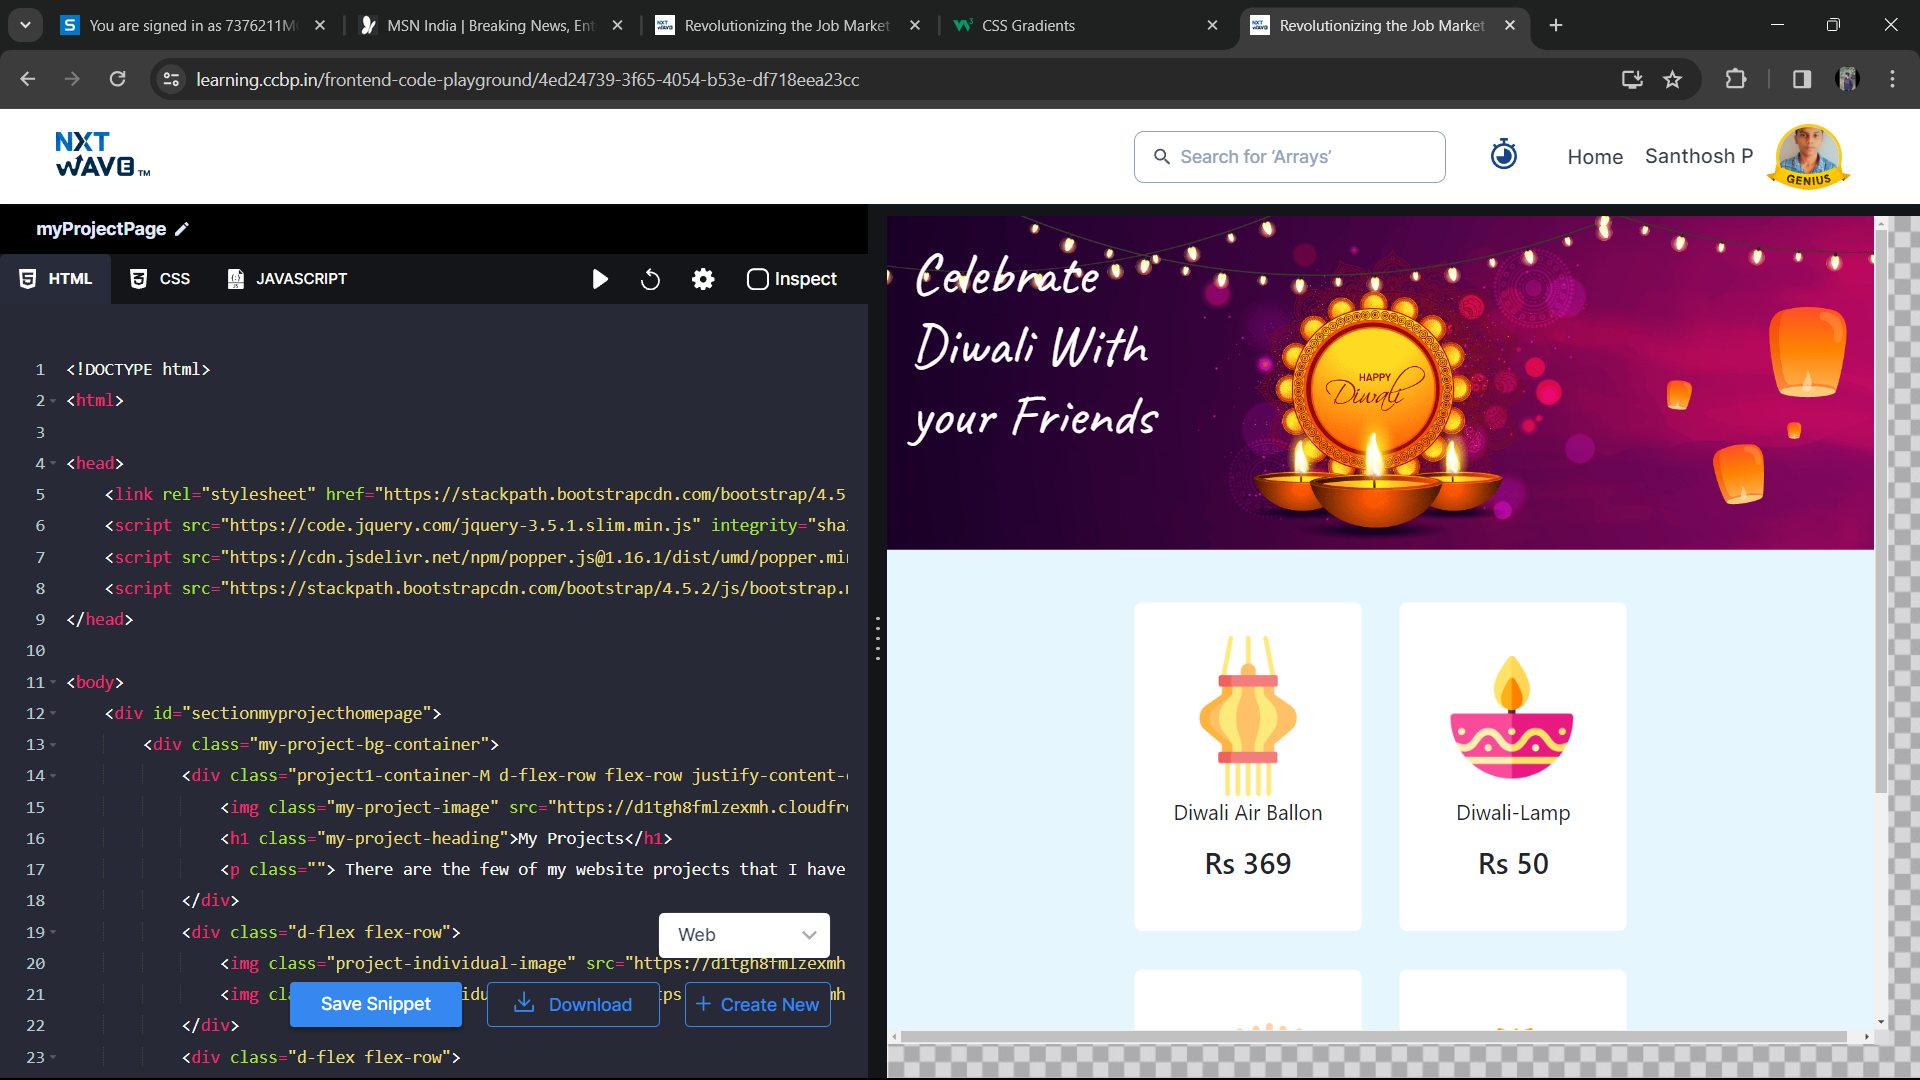 You are signed in as 7376211M
MSN India | Breaking News, Ent
Revolutionizing the Job Market
CSS Gradients
Revolutionizing the Job Market
learning.ccbp.in/frontend-code-playground/4ed24739-3f65-4054-b53e-df718eea23cc
NXT
WAVE TM
Search for ‘Arrays’
Home
Santhosh P
GENIUS
myProjectPage
HTML
CSS
JAVASCRIPT
Inspect
1 <!DOCTYPE html>
2 <html>
3
4 <head>
5 <link rel="stylesheet" href="https://stackpath.bootstrapcdn.com/bootstrap/4.5
6 <script src="https://code.jquery.com/jquery-3.5.1.slim.min.js" integrity="sha
7 <script src="https://cdn.jsdelivr.net/npm/popper.js@1.16.1/dist/umd/popper.mi
8 <script src="https://stackpath.bootstrapcdn.com/bootstrap/4.5.2/js/bootstrap.
9 </head>
10
11 <body>
12 <div id="sectionmyprojecthomepage">
13 <div class="my-project-bg-container">
14 <div class="project1-container-M d-flex-row flex-row justify-content-
15 <img class="my-project-image" src="https://d1tgh8fmlzexmh.cloudfr
16 <h1 class="my-project-heading">My Projects</h1>
17 <p class=""> There are the few of my website projects that I have
18 </div>
19 <div class="d-flex flex-row">
20 <img class="project-individual-image" src="https://d1tgh8fmlzexmh
21 <img cl
22 </div>
23 <div class="d-flex flex-row">
Web
Save Snippet
Download
+ Create New
Celebrate
Diwali With
your Friends
HAPPY
Diwali
Diwali Air Ballon
Rs 369
Diwali-Lamp
Rs 50